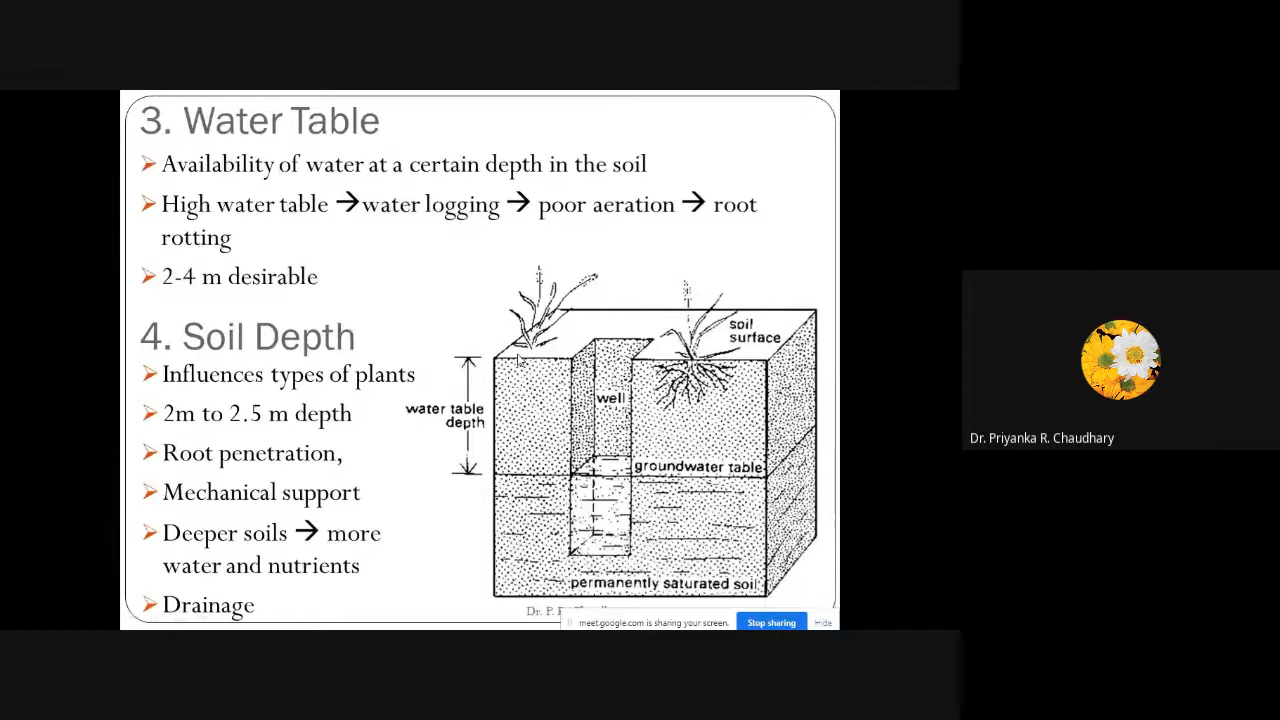 3. Water Table
Availability of water at a certain depth in the soil
High water table → water logging → poor aeration → root
rotting
2-4 m desirable
4. Soil Depth
Influences types of plants
2m to 2.5 m depth
Root penetration,
Mechanical support
Deeper soils → more
water and nutrients
Drainage
soil
surface
well
water table
depth
groundwater table
permanently saturated soil
Dr. P.
meet.google.com is sharing your screen.
Stop sharing
Hide
Dr. Priyanka R. Chaudhary